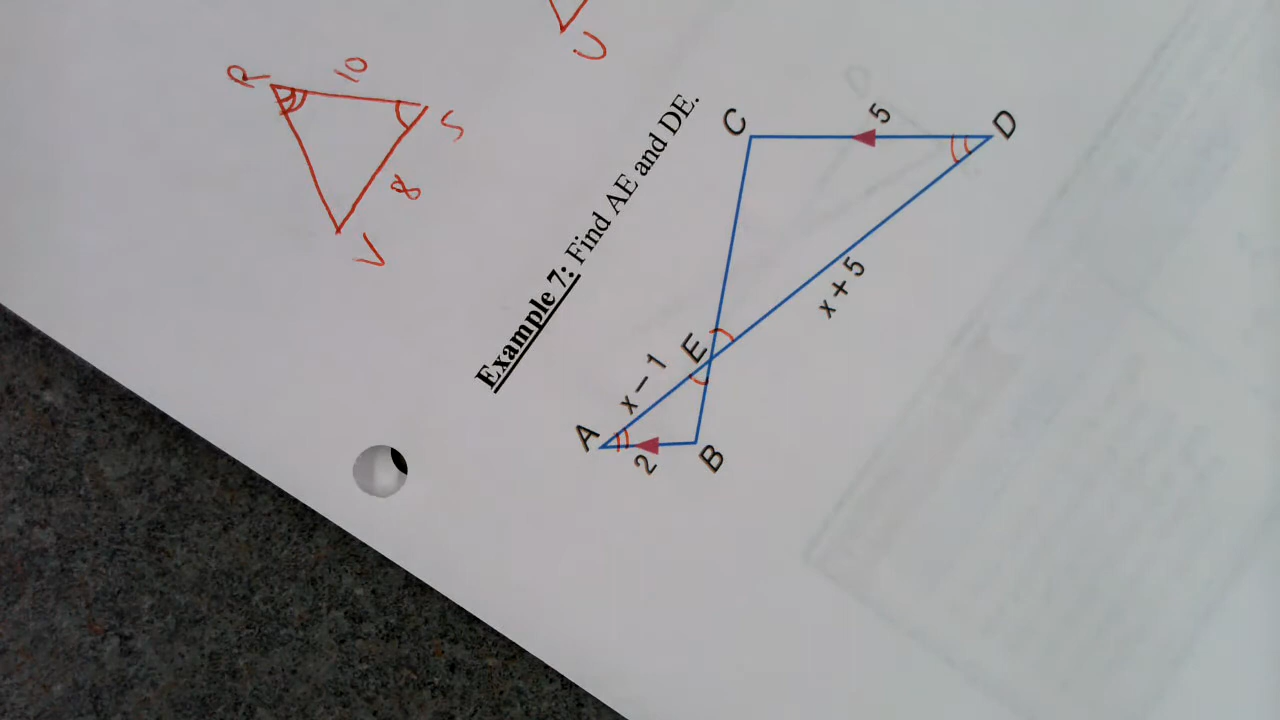 U
R
10
S
8
V
Example 7: Find AE and DE.
C
5
D
x + 5
E
x − 1
A
2
B